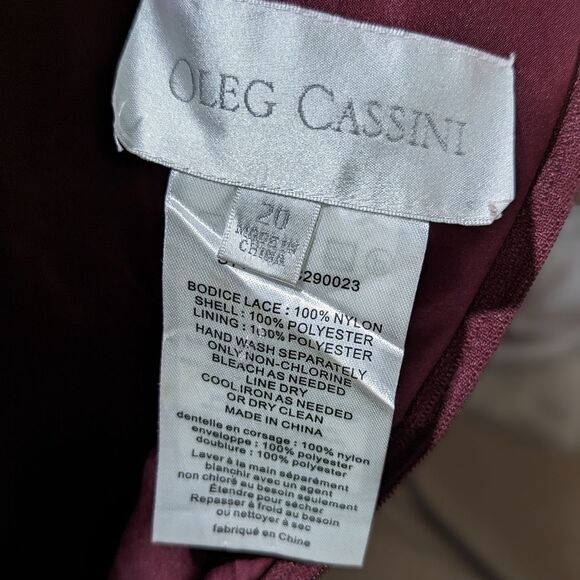 OLEG CASSINI
20
MADE IN
CHINA
290023
BODICE LACE : 100% NYLON
SHELL : 100% POLYESTER
LINING : 100% POLYESTER
HAND WASH SEPARATELY
ONLY NON-CHLORINE
BLEACH AS NEEDED
LINE DRY
COOL IRON AS NEEDED
OR DRY CLEAN
MADE IN CHINA
dentelle en corsage : 100% nylon
enveloppe : 100% polyester
doublure : 100% polyester
Laver à la main séparément
blanchir avec un agent
non chloré au besoin seulement
Étendre pour sécher
Repasser à froid au besoin
ou nettoyer à sec
fabriqué en Chine